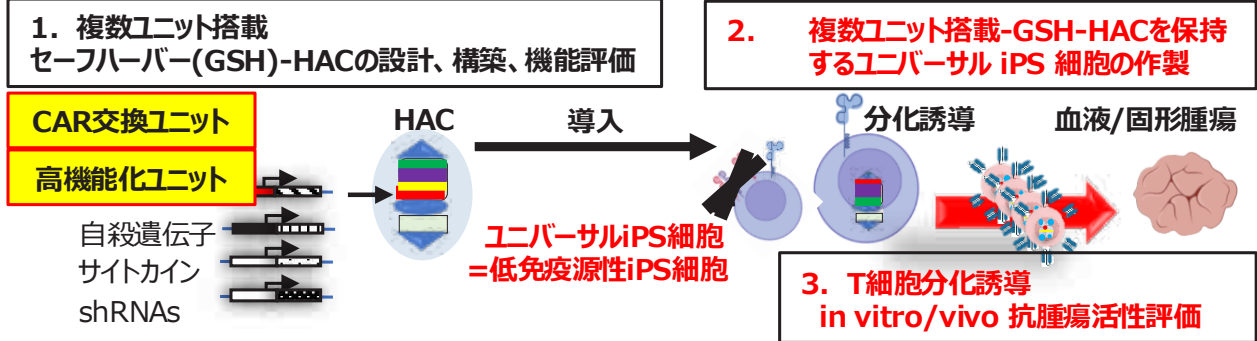 1. 複数ユニット搭載
セーフハーバー(GSH)-HACの設計、構築、機能評価
2. 複数ユニット搭載-GSH-HACを保持
するユニバーサル iPS 細胞の作製
CAR交換ユニット
高機能化ユニット
自殺遺伝子
サイトカイン
shRNAs
HAC
導入
ユニバーサルiPS細胞
=低免疫源性iPS細胞
分化誘導
血液/固形腫瘍
3. T細胞分化誘導
in vitro/vivo 抗腫瘍活性評価